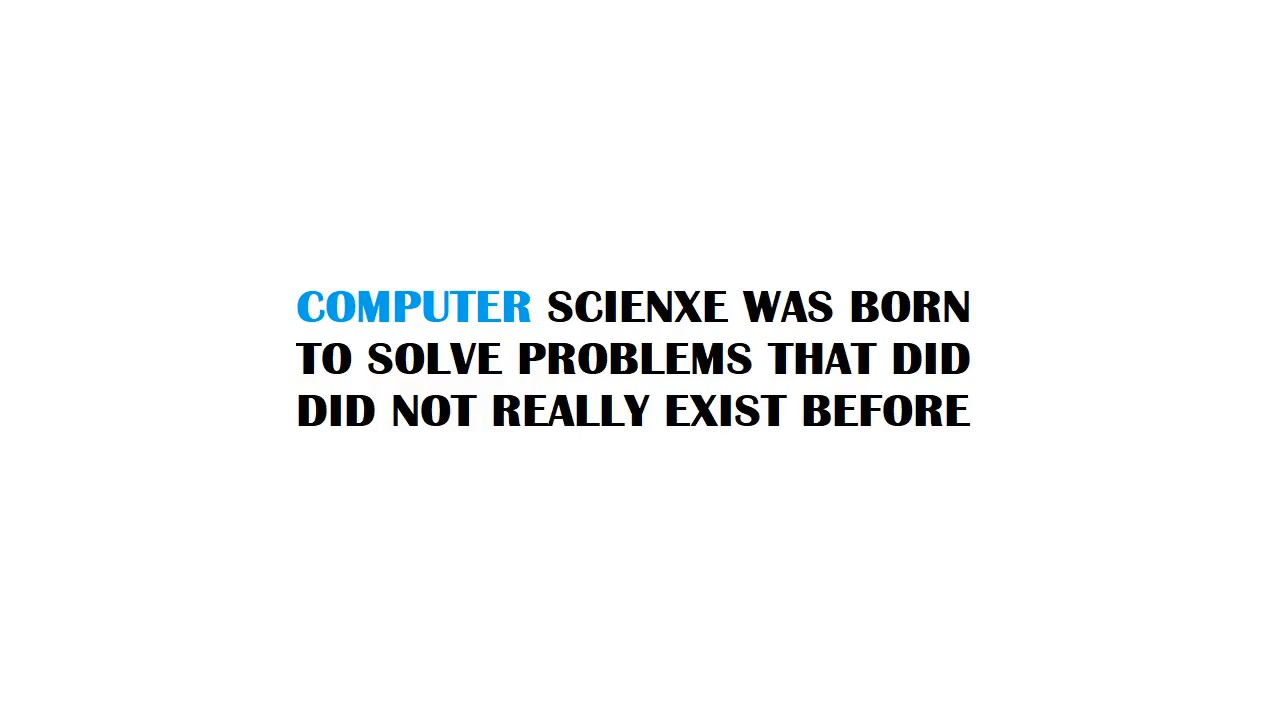 COMPUTER SCIENXE WAS BORN
TO SOLVE PROBLEMS THAT DID
DID NOT REALLY EXIST BEFORE